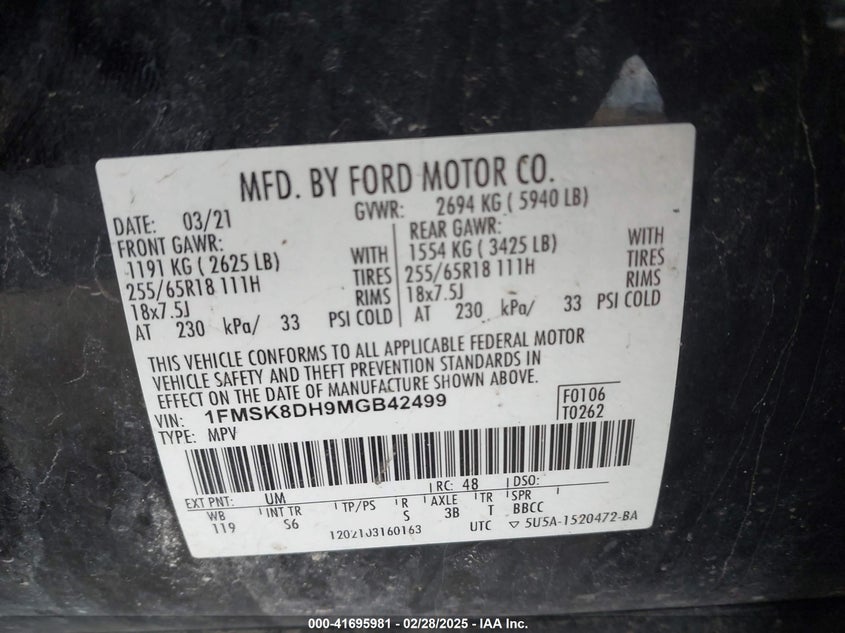 MFD. BY FORD MOTOR CO.
DATE: 03/21 GVWR: 2694 KG ( 5940 LB)
FRONT GAWR: REAR GAWR:
1191 KG ( 2625 LB) WITH 1554 KG ( 3425 LB) WITH
255/65R18 111H TIRES 255/65R18 111H TIRES
18x7.5J RIMS 18x7.5J RIMS
AT 230 kPa/ 33 PSI COLD AT 230 kPa/ 33 PSI COLD
THIS VEHICLE CONFORMS TO ALL APPLICABLE FEDERAL MOTOR
VEHICLE SAFETY AND THEFT PREVENTION STANDARDS IN
EFFECT ON THE DATE OF MANUFACTURE SHOWN ABOVE.
VIN: 1FMSK8DH9MGB42499 F0106
TYPE: MPV T0262
EXT PNT: UM RC: 48 DSO:
WB INT TR TP/PS R AXLE TR SPR
119 S6 S 3B T BBCC
12021J3160163 UTC ▽ 5U5A-1520472-BA
000-41695981 - 02/28/2025 - IAA Inc.